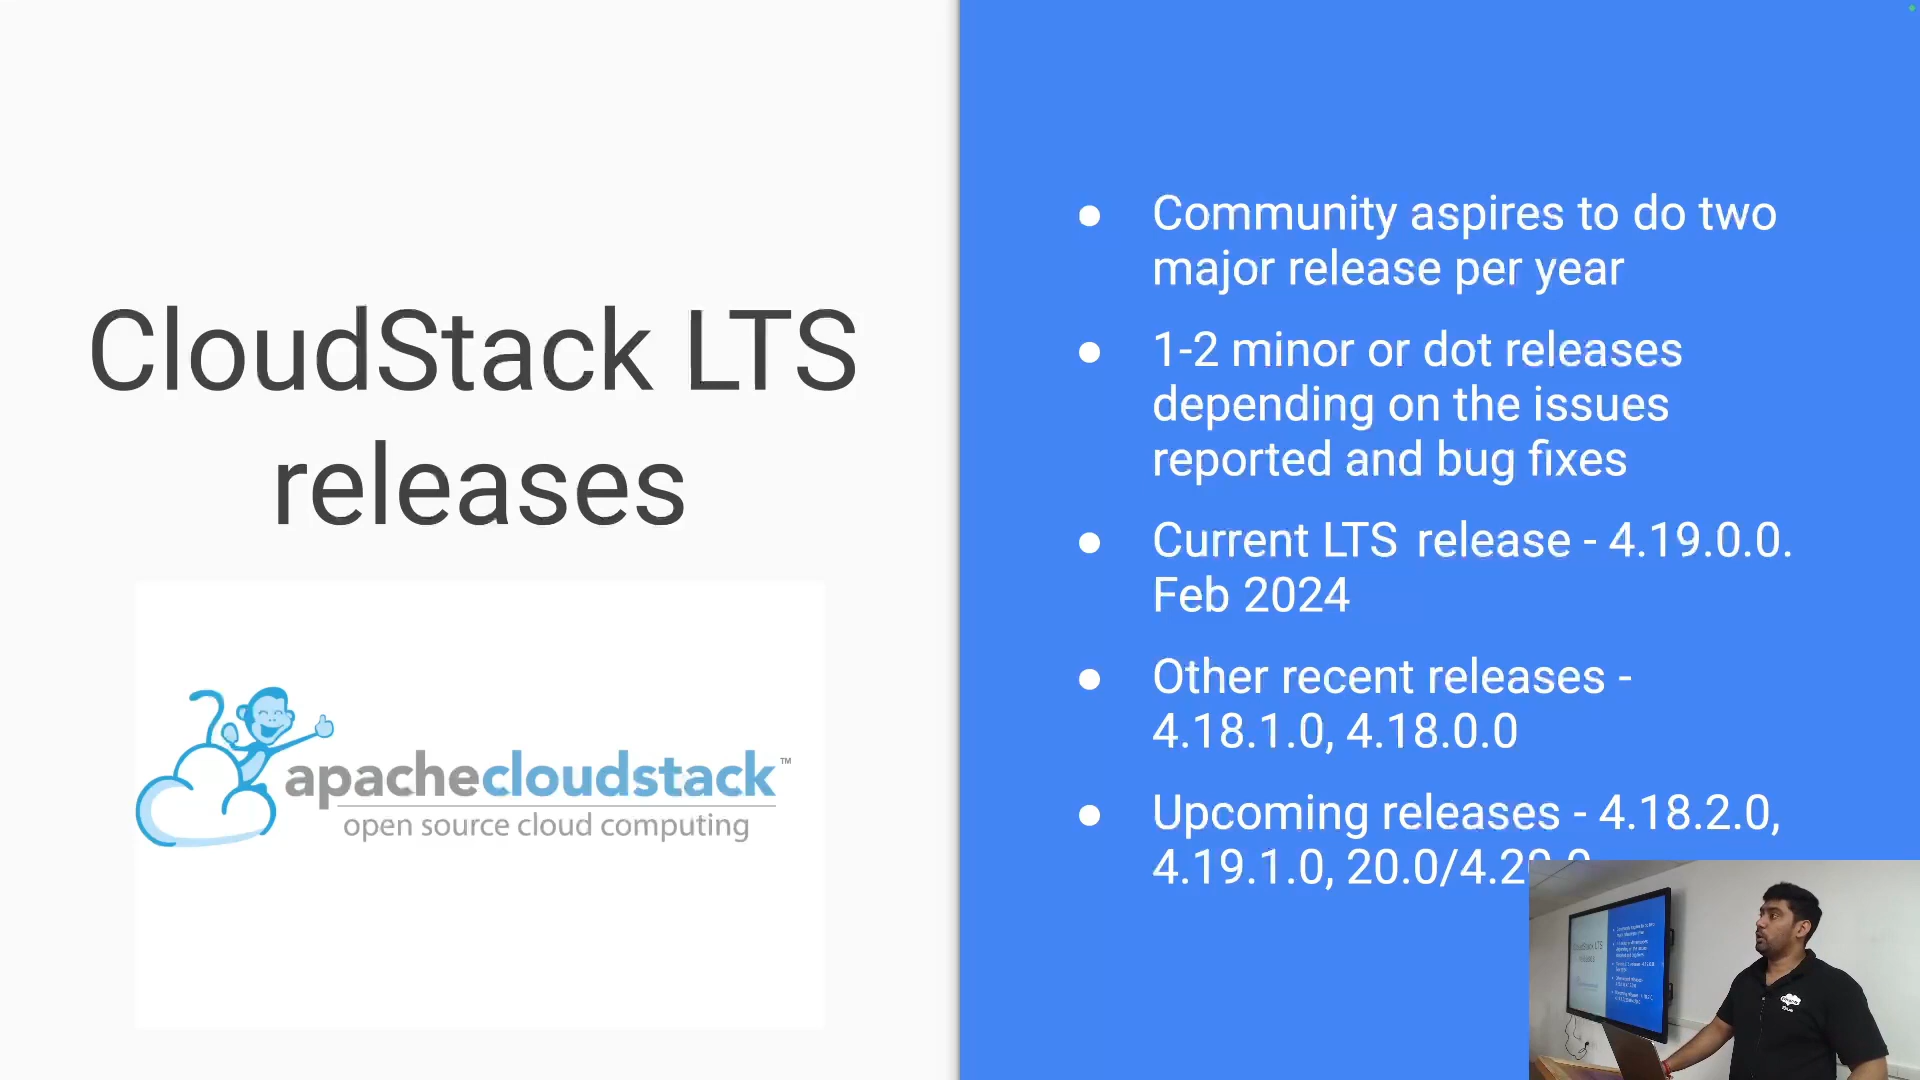 CloudStack LTS
releases
apachecloudstack™
open source cloud computing
● Community aspires to do two
major release per year
● 1-2 minor or dot releases
depending on the issues
reported and bug fixes
● Current LTS release - 4.19.0.0.
Feb 2024
● Other recent releases -
4.18.1.0, 4.18.0.0
● Upcoming releases - 4.18.2.0,
4.19.1.0, 20.0/4.20.0